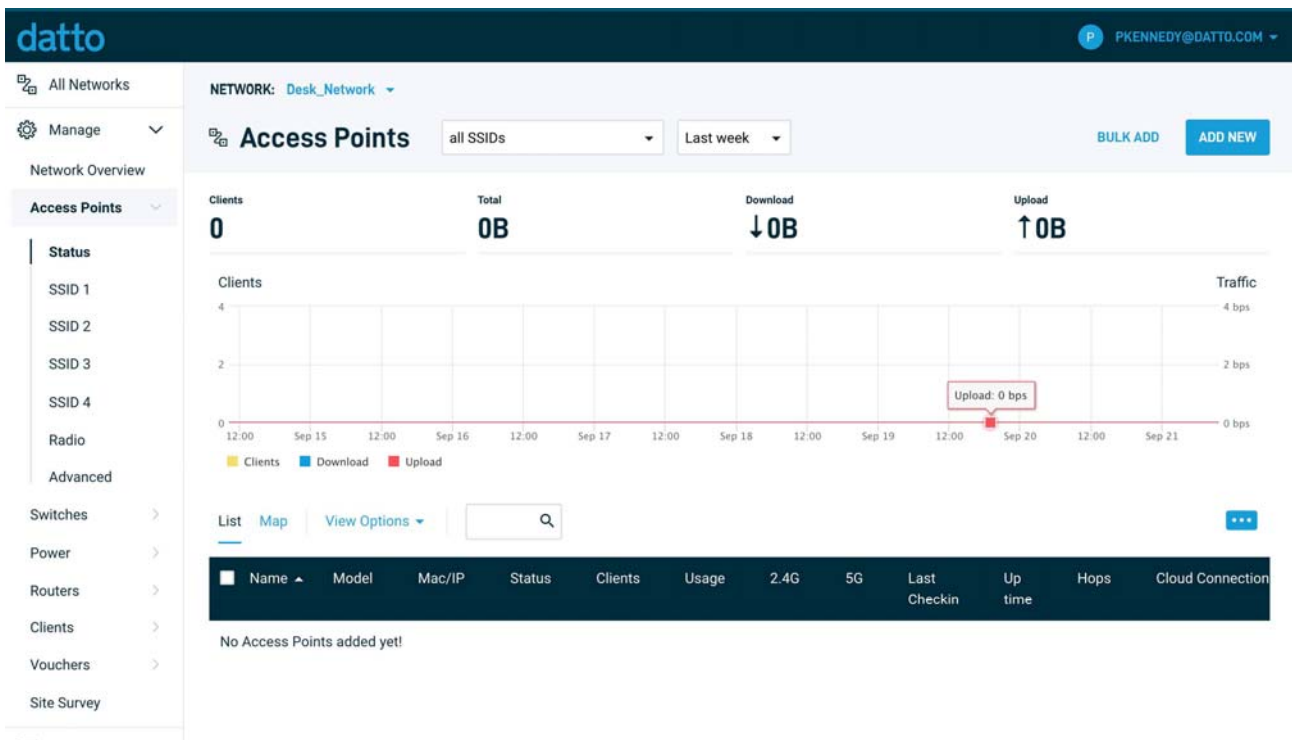 datto
PKENNEDY@DATTO.COM
All Networks
Manage
Network Overview
Access Points
Status
SSID 1
SSID 2
SSID 3
SSID 4
Radio
Advanced
Switches
Power
Routers
Clients
Vouchers
Site Survey
NETWORK: Desk_Network
Access Points
all SSIDs
Last week
BULK ADD
ADD NEW
Clients
0
Total
0B
Download
↓0B
Upload
↑0B
Clients
Traffic
4
4 bps
2
2 bps
Upload: 0 bps
0
0 bps
12:00 Sep 15 12:00 Sep 16 12:00 Sep 17 12:00 Sep 18 12:00 Sep 19 12:00 Sep 20 12:00 Sep 21
Clients Download Upload
List Map View Options
Name Model Mac/IP Status Clients Usage 2.4G 5G Last Checkin Up time Hops Cloud Connection
No Access Points added yet!